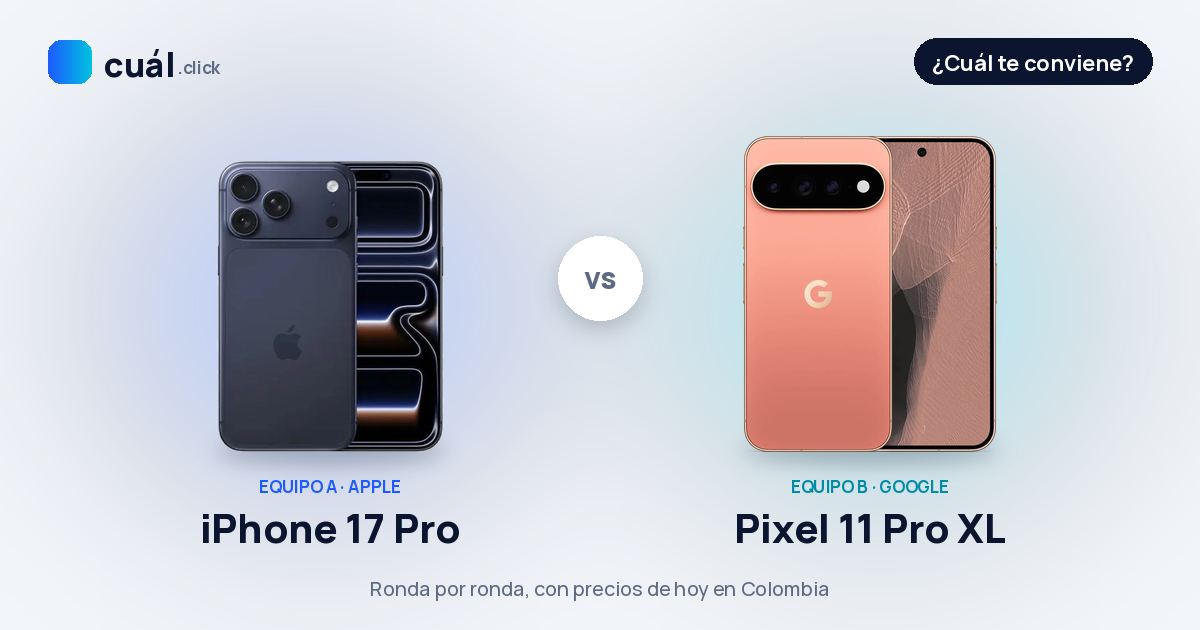 cuál.click
¿Cuál te conviene?
VS
EQUIPO A · APPLE
iPhone 17 Pro
EQUIPO B · GOOGLE
Pixel 11 Pro XL
Ronda por ronda, con precios de hoy en Colombia